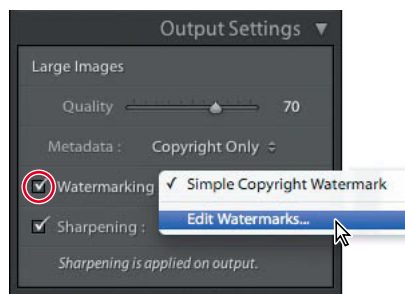 Output Settings ▼
Large Images
Quality 70
Metadata : Copyright Only
Watermarking ✓ Simple Copyright Watermark
Edit Watermarks...
Sharpening :
Sharpening is applied on output.